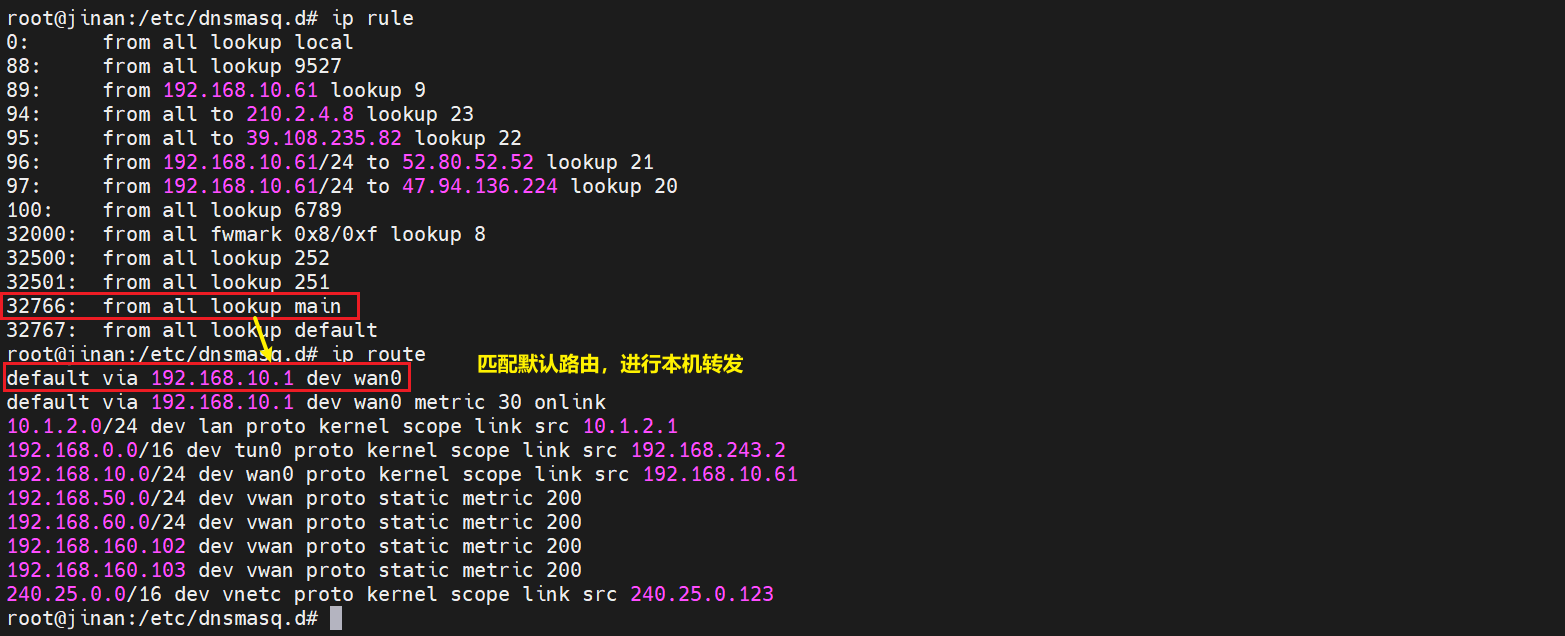 root@jinan:/etc/dnsmasq.d# ip rule
0:      from all lookup local
88:     from all lookup 9527
89:     from 192.168.10.61 lookup 9
94:     from all to 210.2.4.8 lookup 23
95:     from all to 39.108.235.82 lookup 22
96:     from 192.168.10.61/24 to 52.80.52.52 lookup 21
97:     from 192.168.10.61/24 to 47.94.136.224 lookup 20
100:    from all lookup 6789
32000:  from all fwmark 0x8/0xf lookup 8
32500:  from all lookup 252
32501:  from all lookup 251
32766:  from all lookup main
32767:  from all lookup default
root@jinan:/etc/dnsmasq.d# ip route
匹配默认路由，进行本机转发
default via 192.168.10.1 dev wan0
default via 192.168.10.1 dev wan0 metric 30 onlink
10.1.2.0/24 dev lan proto kernel scope link src 10.1.2.1
192.168.0.0/16 dev tun0 proto kernel scope link src 192.168.243.2
192.168.10.0/24 dev wan0 proto kernel scope link src 192.168.10.61
192.168.50.0/24 dev vwan proto static metric 200
192.168.60.0/24 dev vwan proto static metric 200
192.168.160.102 dev vwan proto static metric 200
192.168.160.103 dev vwan proto static metric 200
240.25.0.0/16 dev vnetc proto kernel scope link src 240.25.0.123
root@jinan:/etc/dnsmasq.d#